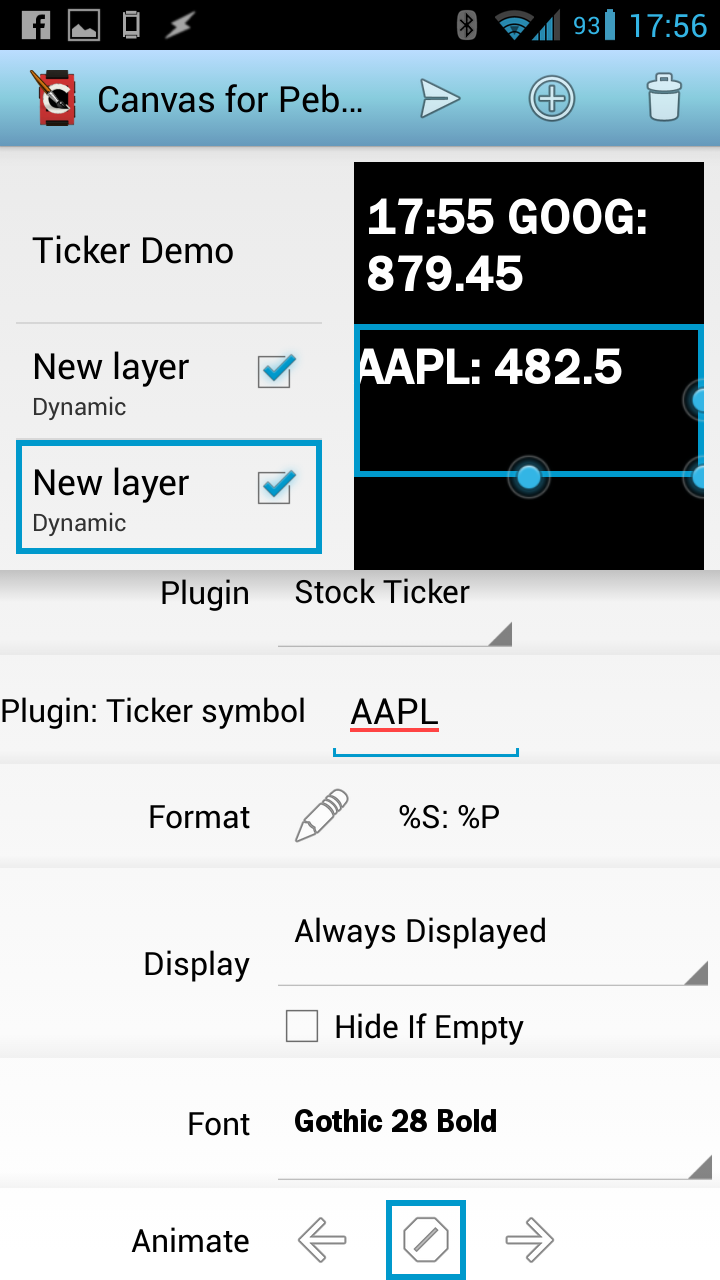 93 17:56
Canvas for Peb...
Ticker Demo
New layer
Dynamic
New layer
Dynamic
17:55 GOOG:
879.45
AAPL: 482.5
Plugin Stock Ticker
Plugin: Ticker symbol AAPL
Format %S: %P
Display Always Displayed
Hide If Empty
Font Gothic 28 Bold
Animate